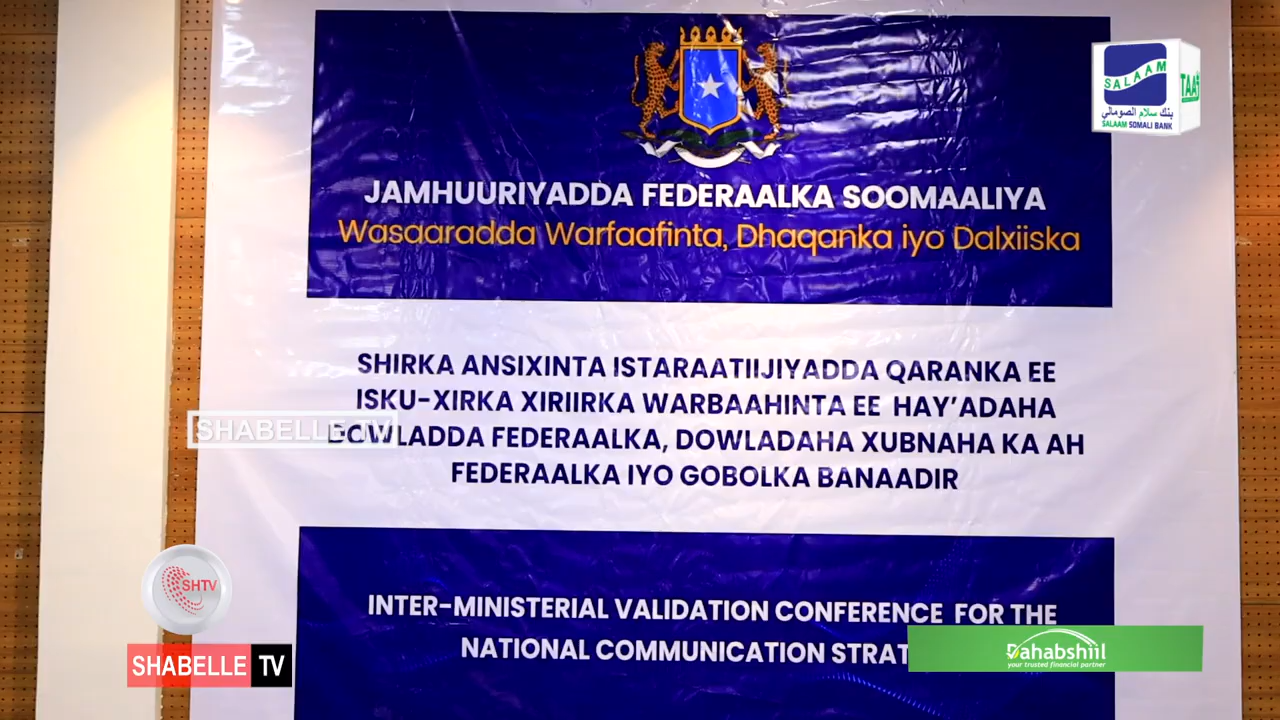 JAMHUURIYADDA FEDERAALKA SOOMAALIYA
Wasaaradda Warfaafinta, Dhaqanka iyo Dalxiiska
SHIRKA ANSIXINTA ISTARAATIIJIYADDA QARANKA EE
ISKU-XIRKA XIRIIRKA WARBAAHINTA EE HAY'ADAHA
DOWLADDA FEDERAALKA, DOWLADAHA XUBNAHA KA AH
FEDERAALKA IYO GOBOLKA BANAADIR
INTER-MINISTERIAL VALIDATION CONFERENCE FOR THE
NATIONAL COMMUNICATION STRAT
SALAAM
بنك سلام الصومالي
SALAAM SOMALI BANK
TAAJ
SHABELLE TV
SHTV
SHABELLE TV
Dahabshiil
your trusted financial partner